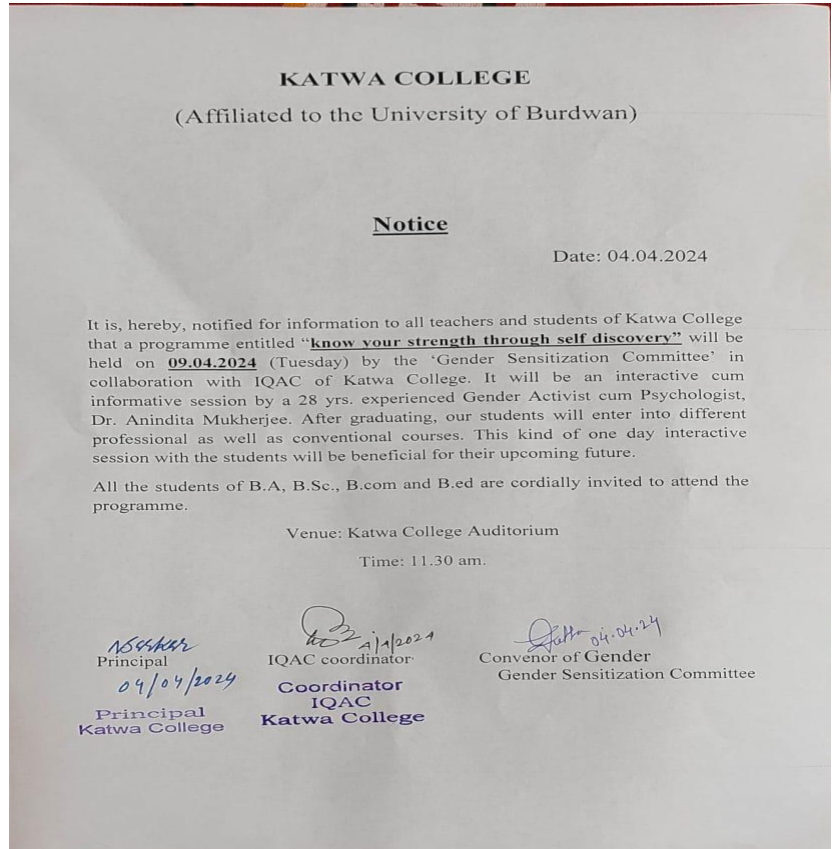 KATWA COLLEGE
(Affiliated to the University of Burdwan)
Notice
Date: 04.04.2024
It is, hereby, notified for information to all teachers and students of Katwa College
that a programme entitled “know your strength through self discovery” will be
held on 09.04.2024 (Tuesday) by the ‘Gender Sensitization Committee’ in
collaboration with IQAC of Katwa College. It will be an interactive cum
informative session by a 28 yrs. experienced Gender Activist cum Psychologist,
Dr. Anindita Mukherjee. After graduating, our students will enter into different
professional as well as conventional courses. This kind of one day interactive
session with the students will be beneficial for their upcoming future.
All the students of B.A, B.Sc., B.com and B.ed are cordially invited to attend the
programme.
Venue: Katwa College Auditorium
Time: 11.30 am.
Principal
04/04/2024
Principal
Katwa College
4/4/2024
IQAC coordinator
Coordinator
IQAC
Katwa College
04.04.24
Convenor of Gender
Gender Sensitization Committee